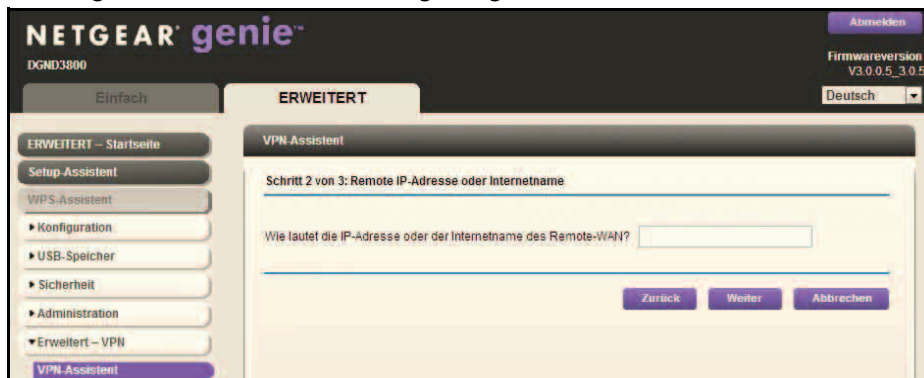 NETGEAR® genie™
Abmelden
DGND3800
Firmwareversion
V3.0.0.5_3.0.5
Einfach
ERWEITERT
Deutsch
ERWEITERT – Startseite
Setup-Assistent
WPS-Assistent
▶ Konfiguration
▶ USB-Speicher
▶ Sicherheit
▶ Administration
▼ Erweitert – VPN
VPN-Assistent
VPN-Assistent
Schritt 2 von 3: Remote IP-Adresse oder Internetname
Wie lautet die IP-Adresse oder der Internetname des Remote-WAN?
Zurück
Weiter
Abbrechen